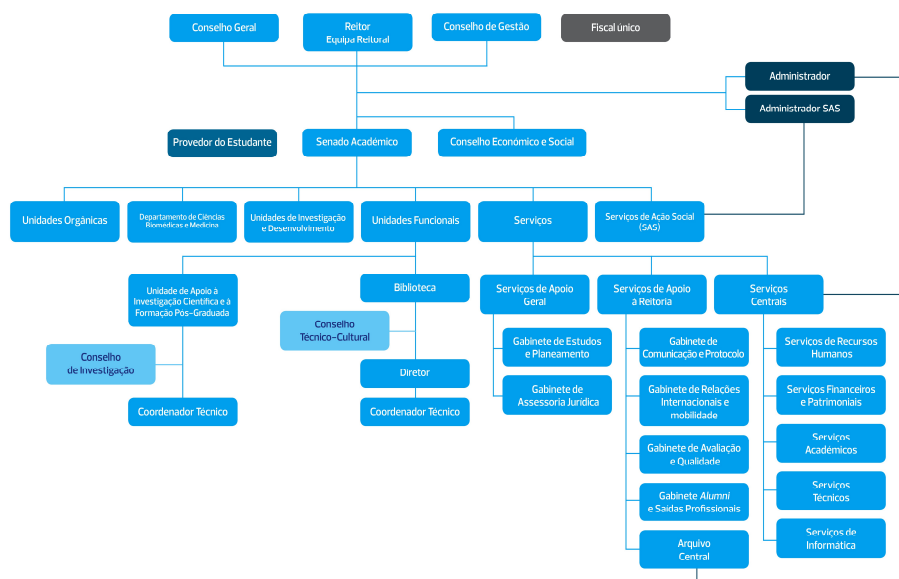 Conselho Geral
Reitor
Equipa Reitoral
Conselho de Gestão
Fiscal único
Administrador
Administrador SAS
Provedor do Estudante
Senado Académico
Conselho Económico e Social
Unidades Orgânicas
Departamento de Ciências
Biomédicas e Medicina
Unidades de Investigação
e Desenvolvimento
Unidades Funcionais
Serviços
Serviços de Ação Social
(SAS)
Unidade de Apoio à
Investigação Científica e à
Formação Pós-Graduada
Biblioteca
Serviços de Apoio
Geral
Serviços de Apoio
à Reitoria
Serviços
Centrais
Conselho
Técnico-Cultural
Conselho
de Investigação
Diretor
Coordenador Técnico
Coordenador Técnico
Gabinete de Estudos
e Planeamento
Gabinete de
Assessoria Jurídica
Gabinete de
Comunicação e Protocolo
Gabinete de Relações
Internacionais e
mobilidade
Gabinete de Avaliação
e Qualidade
Gabinete Alumni
e Saídas Profissionais
Arquivo
Central
Serviços de Recursos
Humanos
Serviços Financeiros
e Patrimoniais
Serviços
Académicos
Serviços
Técnicos
Serviços de
Informática